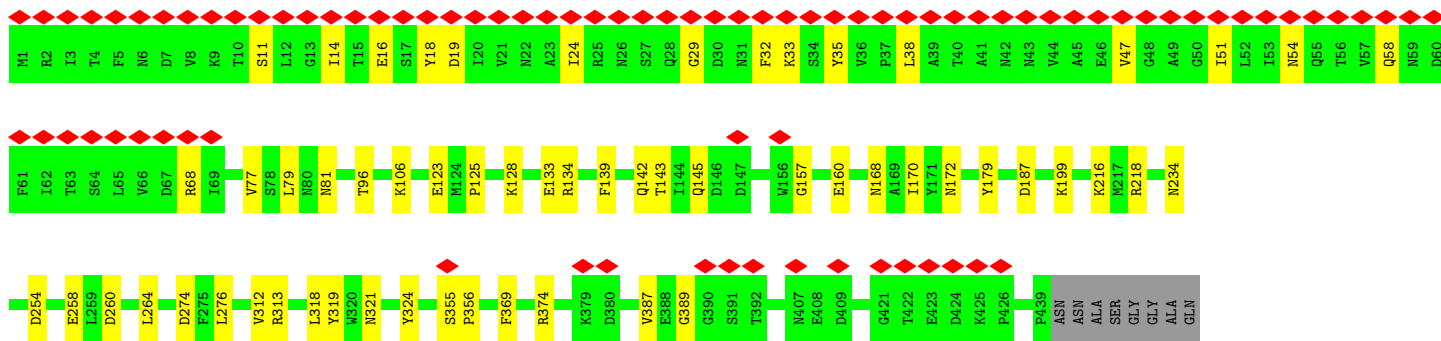 M1 R2 I3 T4 F5 N6 D7 V8 K9 T10 S11 L12 G13 I14 T15 E16 S17 Y18 D19 I20 V21 N22 A23 I24 R25 N26 S27 Q28 G29 D30 N31 F32 K33 S34 Y35 V36 P37 L38 A39 T40 A41 N42 N43 V44 A45 E46 V47 G48 A49 G50 I51 L52 I53 N54 Q55 T56 V57 Q58 N59 D60
F61 I62 T63 S64 L65 V66 D67 R68 I69 V77 S78 L79 N80 N81 T96 K106 E123 M124 P125 K128 E133 R134 F139 Q142 T143 I144 Q145 D146 D147 W156 G157 E160 N168 A169 I170 Y171 N172 Y179 D187 K199 K216 M217 R218 N234
D254 E258 L259 D260 L264 D274 F275 L276 V312 R313 L318 Y319 W320 N321 Y324 S355 P356 F369 R374 K379 D380 V387 E388 G389 G390 S391 T392 N407 E408 D409 G421 T422 E423 D424 K425 P426 P439 ASN ASN ALA SER GLY GLY ALA GLN